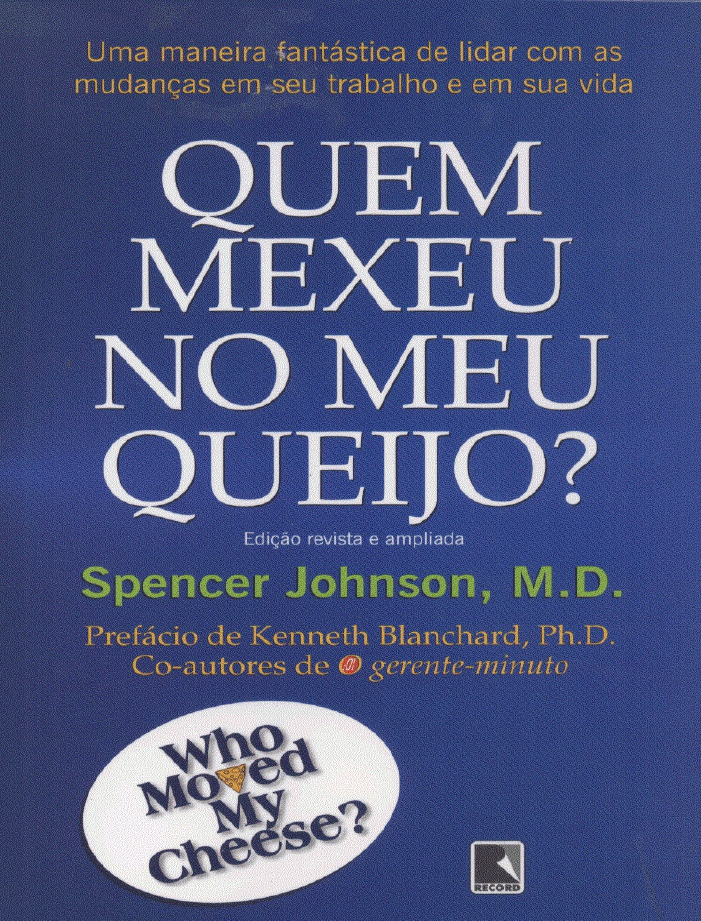 Uma maneira fantástica de lidar com as
mudanças em seu trabalho e em sua vida
QUEM
MEXEU
NO MEU
QUEIJO?
Edição revista e ampliada
Spencer Johnson, M.D.
Prefácio de Kenneth Blanchard, Ph.D.
Co-autores de O gerente-minuto
Who
Moved
My
Cheese?
RECORD